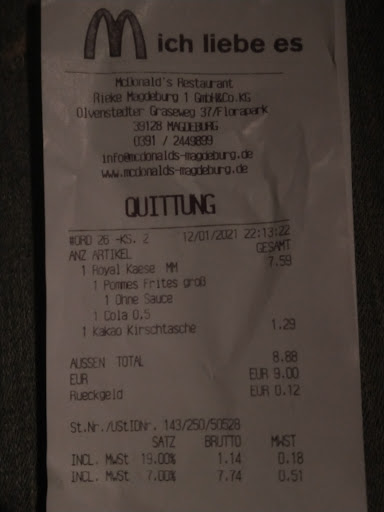 M ich liebe es
McDonald's Restaurant
Rieke Magdeburg 1 GmbH&Co.KG
Olvenstedter Graseweg 37/Florapark
39128 MAGDEBURG
0391 / 2449899
info@mcdonalds-magdeburg.de
www.mcdonalds-magdeburg.de
QUITTUNG
#ORD 26 -KS. 2 12/01/2021 22:13:22
ANZ ARTIKEL GESAMT
1 Royal Kaese MM 7.59
1 Pommes Frites groß
1 Ohne Sauce
1 Cola 0,5
1 Kakao Kirschtasche 1.29
AUSSEN TOTAL 8.88
EUR EUR 9.00
Rueckgeld EUR 0.12
St.Nr./UStIDNr. 143/250/50528
SATZ BRUTTO MWST
INCL. MwSt 19.00% 1.14 0.18
INCL. MwSt 7.00% 7.74 0.51